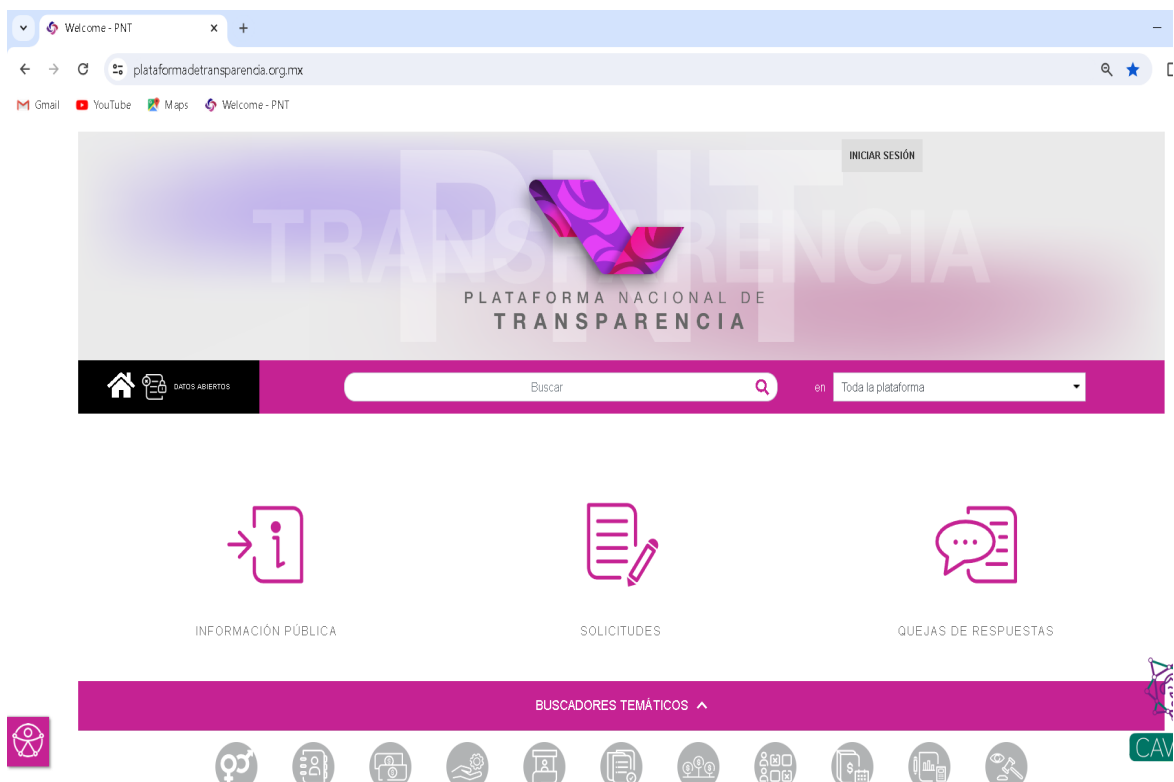 Welcome - PNT
plataformadetransparencia.org.mx
Gmail YouTube Maps Welcome - PNT
PNT
TRANSPARENCIA
INICIAR SESIÓN
PLATAFORMA NACIONAL DE
TRANSPARENCIA
DATOS ABIERTOS Buscar en Toda la plataforma
INFORMACIÓN PÚBLICA SOLICITUDES QUEJAS DE RESPUESTAS
BUSCADORES TEMÁTICOS